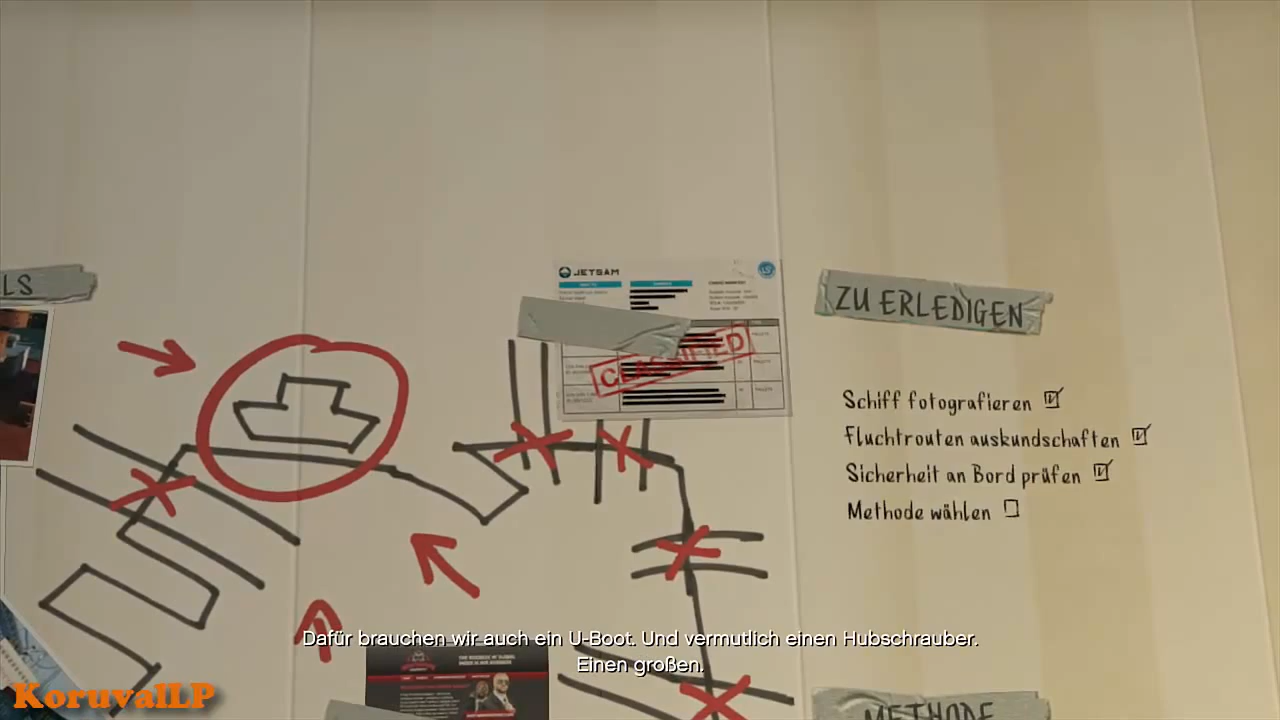 LS
JETSAM
CLASSIFIED
ZU ERLEDIGEN
Schiff fotografieren
Fluchtrouten auskundschaften
Sicherheit an Bord prüfen
Methode wählen
Dafür brauchen wir auch ein U-Boot. Und vermutlich einen Hubschrauber.
Einen großen.
KoruvalLP
METHODE